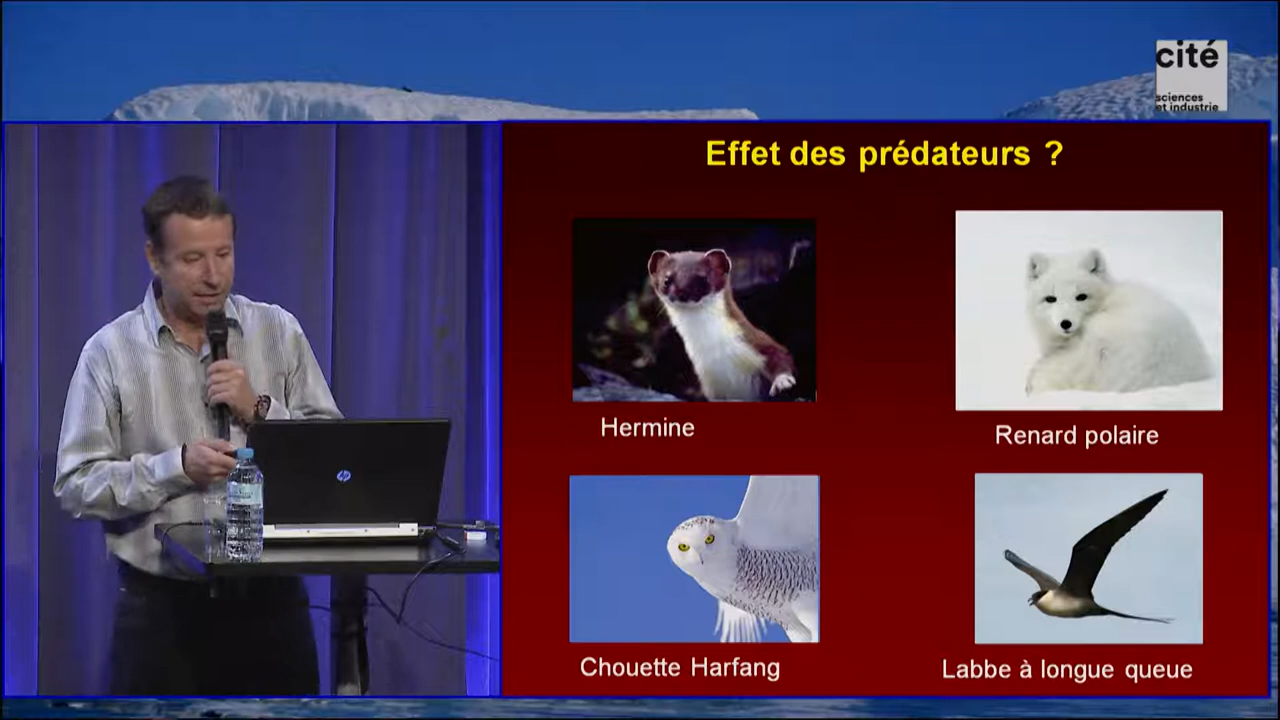 cité
sciences
et industrie
Effet des prédateurs ?
Hermine
Renard polaire
Chouette Harfang
Labbe à longue queue
hp